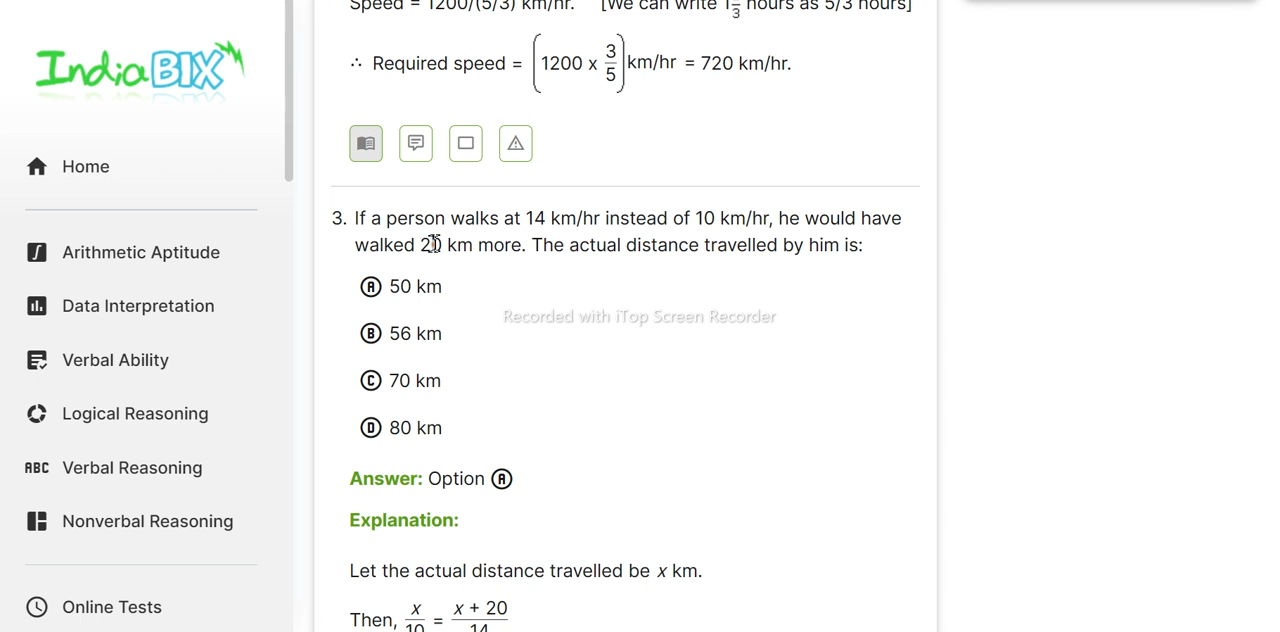 Speed = 1200/(5/3) km/hr. [We can write 1 2/3 hours as 5/3 hours]
∴ Required speed = (1200 x 3/5) km/hr = 720 km/hr.
IndiaBIX
Home
Arithmetic Aptitude
Data Interpretation
Verbal Ability
Logical Reasoning
ABC Verbal Reasoning
Nonverbal Reasoning
Online Tests
3. If a person walks at 14 km/hr instead of 10 km/hr, he would have
walked 20 km more. The actual distance travelled by him is:
A 50 km
Recorded with iTop Screen Recorder
B 56 km
C 70 km
D 80 km
Answer: Option A
Explanation:
Let the actual distance travelled be x km.
Then, x/10 = x + 20/14